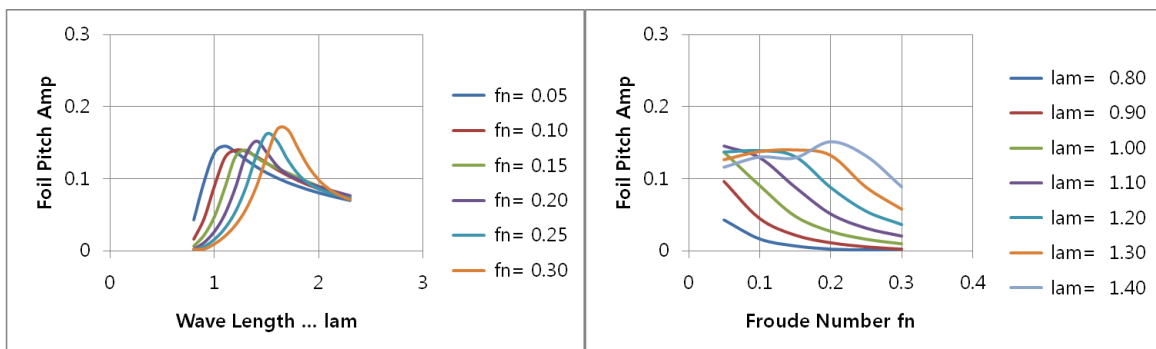 0.3
0.2
0.1
0
0
1
2
3
Foil Pitch Amp
Wave Length ... lam
fn= 0.05
fn= 0.10
fn= 0.15
fn= 0.20
fn= 0.25
fn= 0.30
0.3
0.2
0.1
0
0
0.1
0.2
0.3
0.4
Foil Pitch Amp
Froude Number fn
lam= 0.80
lam= 0.90
lam= 1.00
lam= 1.10
lam= 1.20
lam= 1.30
lam= 1.40